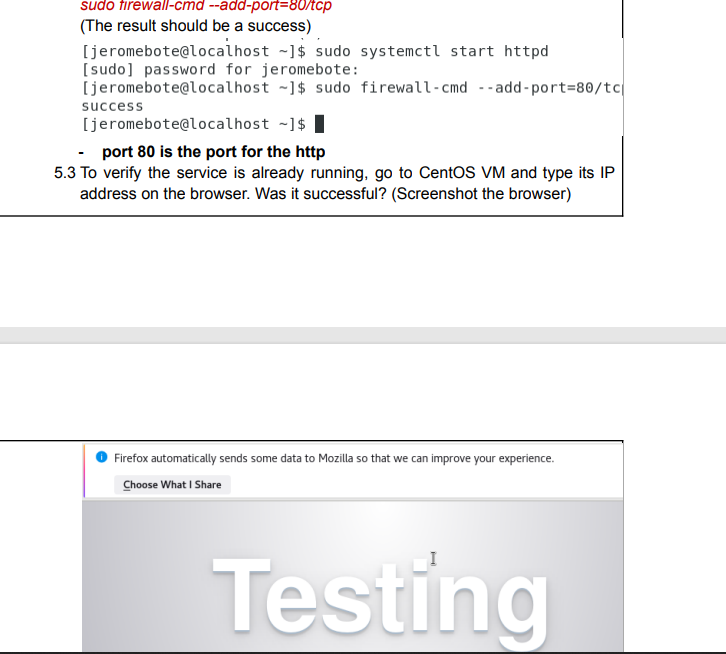 sudo firewall-cmd --add-port=80/tcp
(The result should be a success)
[jeromebote@localhost ~]$ sudo systemctl start httpd
[sudo] password for jeromebote:
[jeromebote@localhost ~]$ sudo firewall-cmd --add-port=80/tcp
success
[jeromebote@localhost ~]$
- port 80 is the port for the http
5.3 To verify the service is already running, go to CentOS VM and type its IP
address on the browser. Was it successful? (Screenshot the browser)
Firefox automatically sends some data to Mozilla so that we can improve your experience.
Choose What I Share
Testing